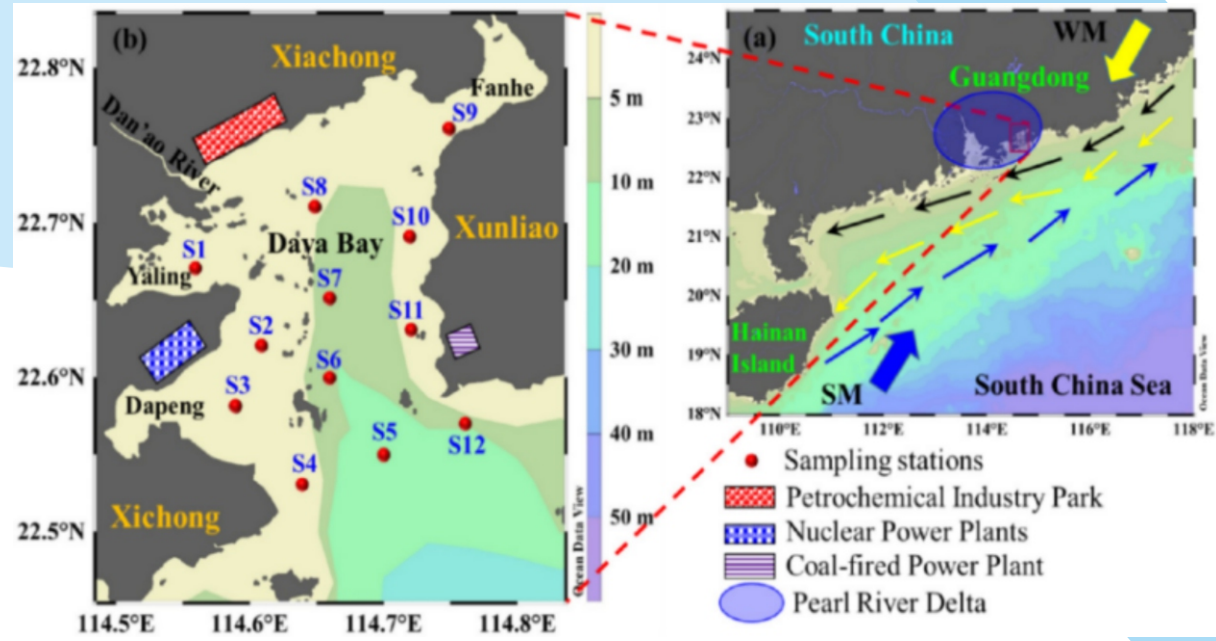 (b)
Xiachong
Fanhe
Dan'ao River
S9
S8
S10
Xunliao
Daya Bay
S1
Yaling
S7
S11
S2
S6
S3
Dapeng
S5
S12
S4
Xichong
22.8°N
22.7°N
22.6°N
22.5°N
114.5°E 114.6°E 114.7°E 114.8°E
5 m
10 m
20 m
30 m
40 m
50 m
Ocean Data View
(a)
South China
WM
Guangdong
Hainan
Island
SM
South China Sea
24°N
23°N
22°N
21°N
20°N
19°N
18°N
110°E 112°E 114°E 116°E 118°E
Ocean Data View
Sampling stations
Petrochemical Industry Park
Nuclear Power Plants
Coal-fired Power Plant
Pearl River Delta